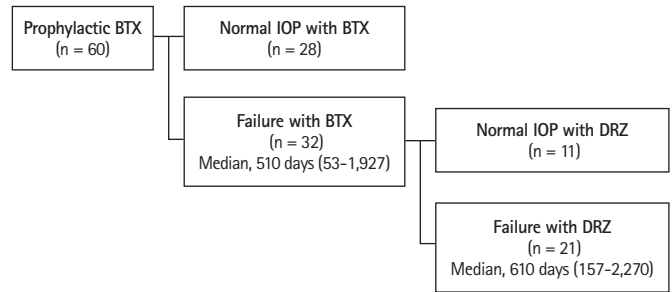 Prophylactic BTX
(n = 60)
Normal IOP with BTX
(n = 28)
Failure with BTX
(n = 32)
Median, 510 days (53-1,927)
Normal IOP with DRZ
(n = 11)
Failure with DRZ
(n = 21)
Median, 610 days (157-2,270)